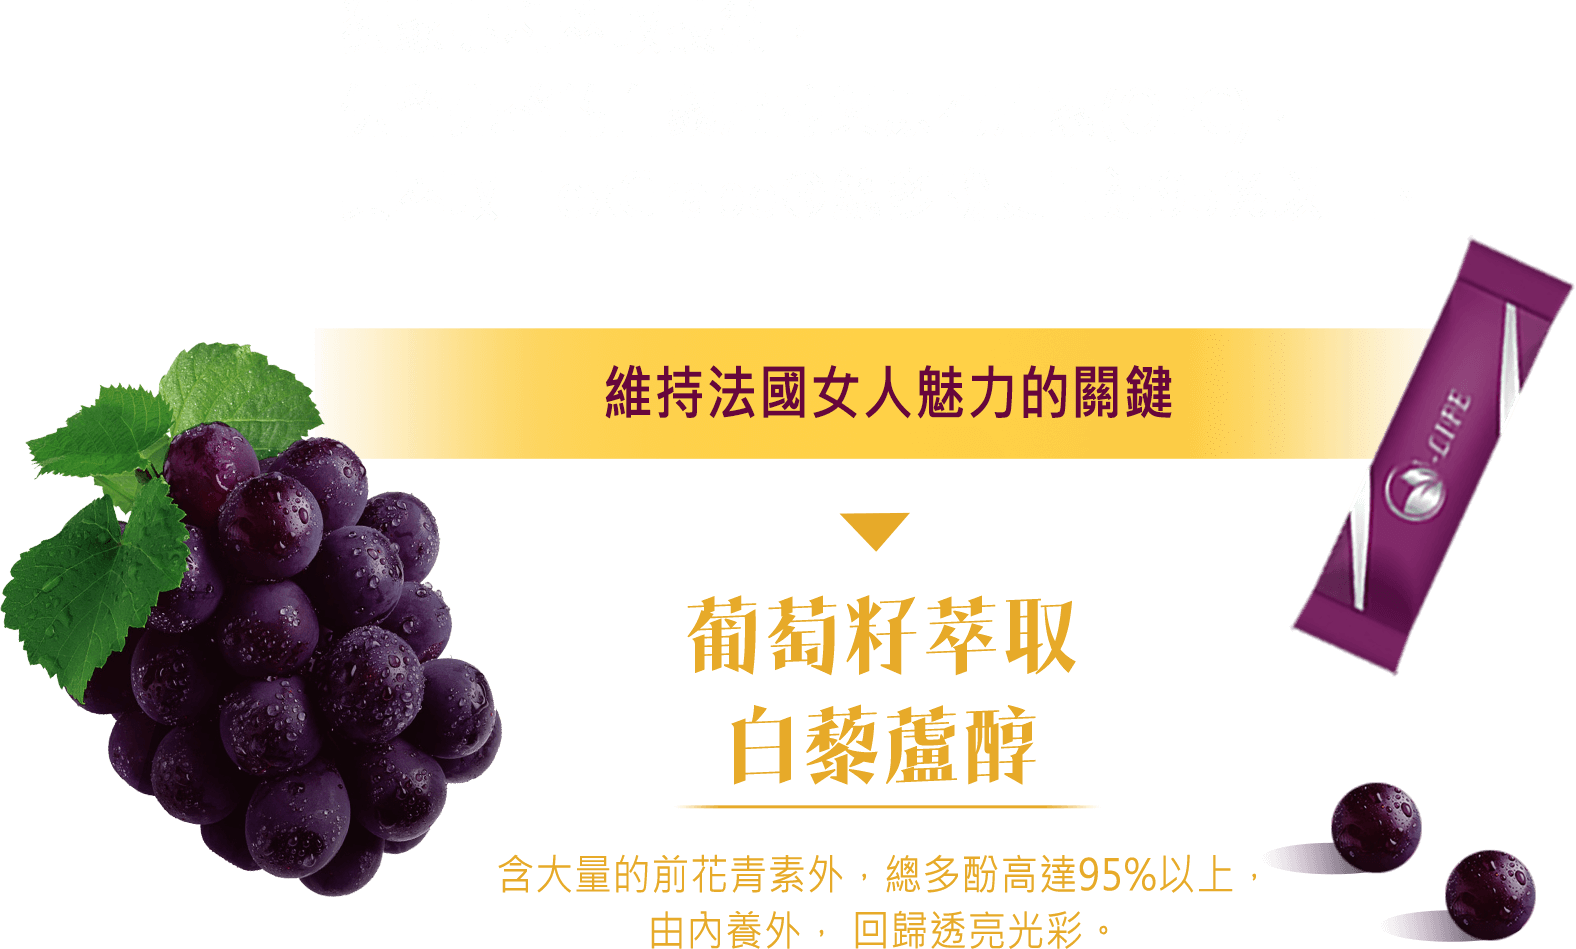 維持法國女人魅力的關鍵
-LIFE
葡萄籽萃取
白藜蘆醇
含大量的前花青素外，總多酚高達95%以上，
由內養外， 回歸透亮光彩。